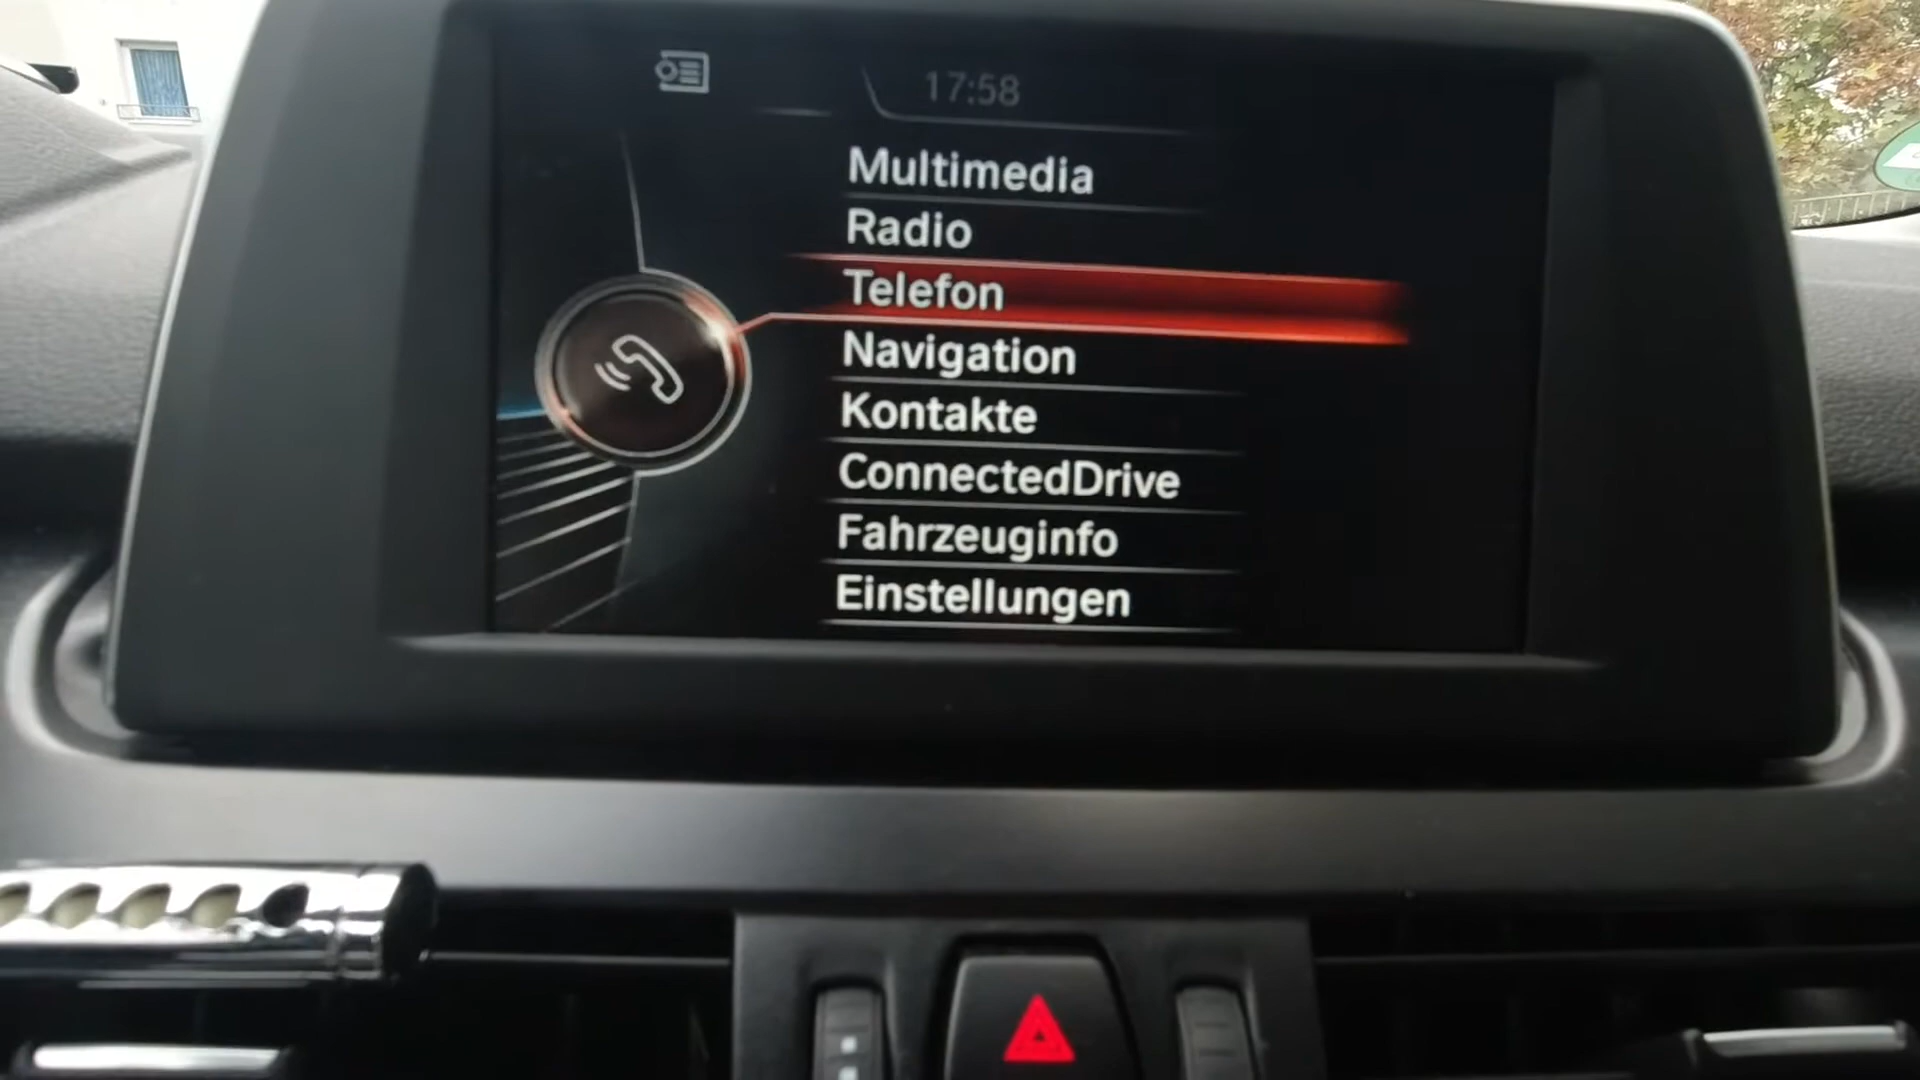 17:58
Multimedia
Radio
Telefon
Navigation
Kontakte
ConnectedDrive
Fahrzeuginfo
Einstellungen